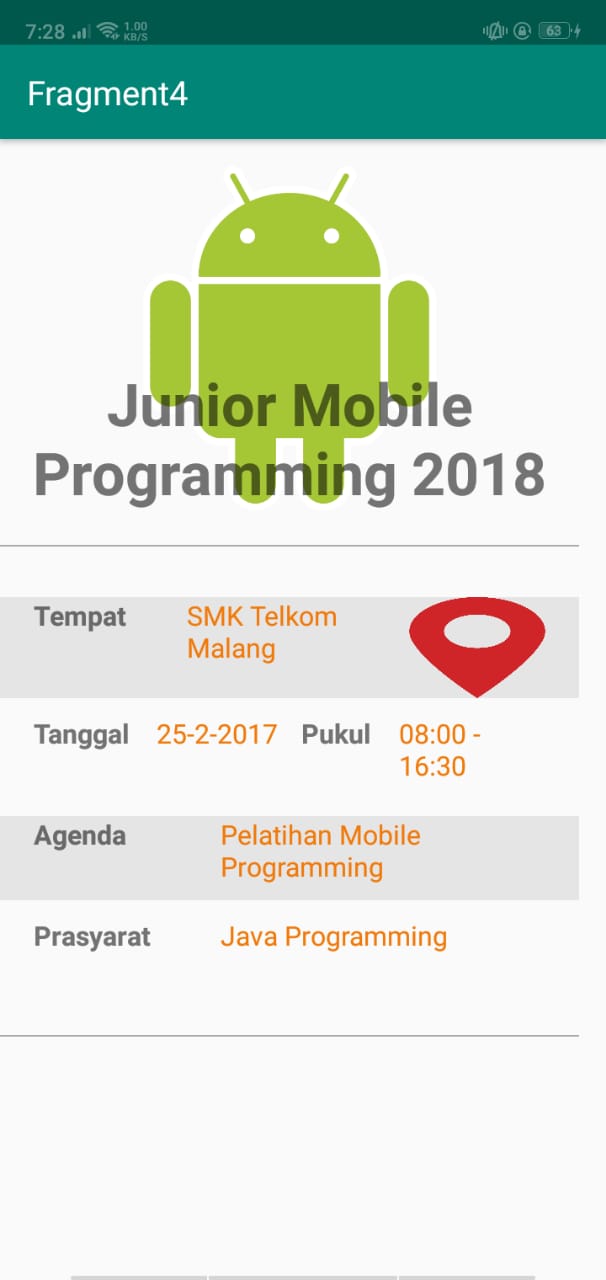 7:28 1.00 KB/S 63
Fragment4
Junior Mobile
Programming 2018
Tempat SMK Telkom
Malang
Tanggal 25-2-2017 Pukul 08:00 -
16:30
Agenda Pelatihan Mobile
Programming
Prasyarat Java Programming